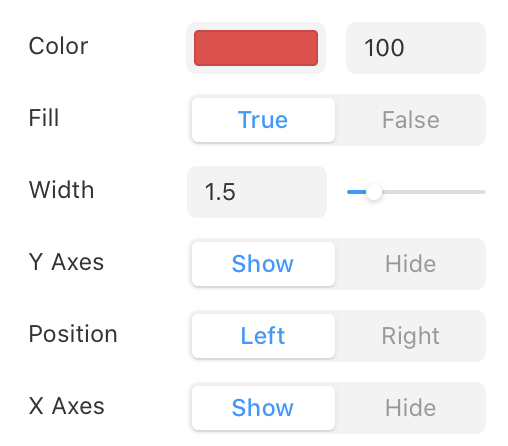 Color 100
Fill True False
Width 1.5
Y Axes Show Hide
Position Left Right
X Axes Show Hide